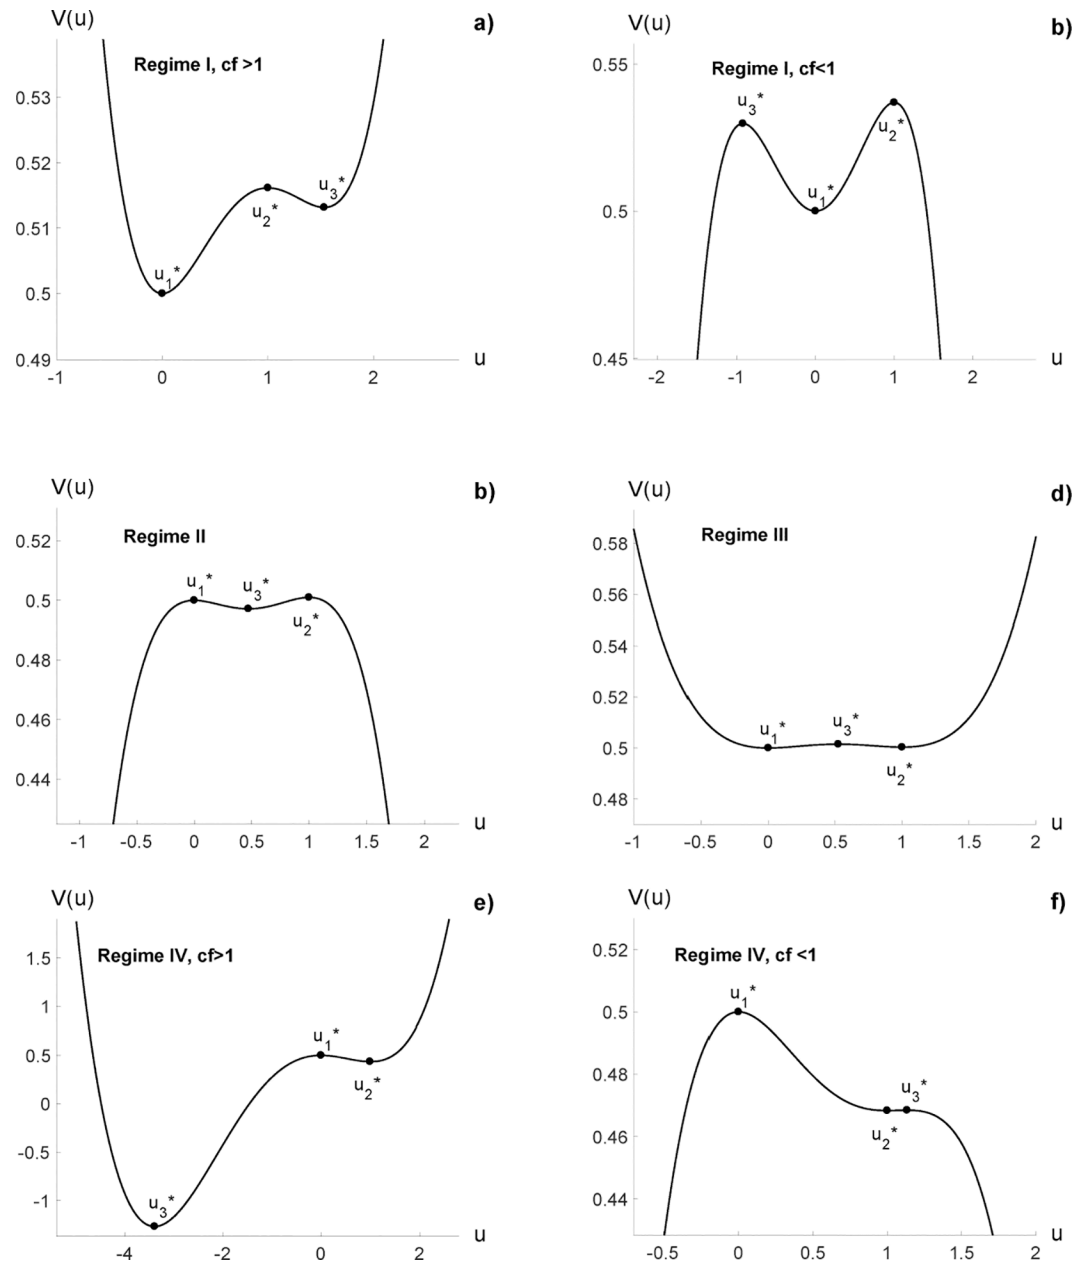 V(u) a)
Regime I, cf >1
0.53
0.52
0.51
0.5
0.49
u1*
u2*
u3*
-1 0 1 2 u
V(u) b)
Regime I, cf<1
0.55
0.5
0.45
u3*
u1*
u2*
-2 -1 0 1 2 u
V(u) b)
Regime II
0.52
0.5
0.48
0.46
0.44
u1*
u3*
u2*
-1 -0.5 0 0.5 1 1.5 2 u
V(u) d)
Regime III
0.58
0.56
0.54
0.52
0.5
0.48
u1*
u3*
u2*
-1 -0.5 0 0.5 1 1.5 2 u
V(u) e)
Regime IV, cf>1
1.5
1
0.5
0
-0.5
-1
u1*
u2*
u3*
-4 -2 0 2 u
V(u) f)
Regime IV, cf <1
0.52
0.5
0.48
0.46
0.44
u1*
u3*
u2*
-0.5 0 0.5 1 1.5 2 u